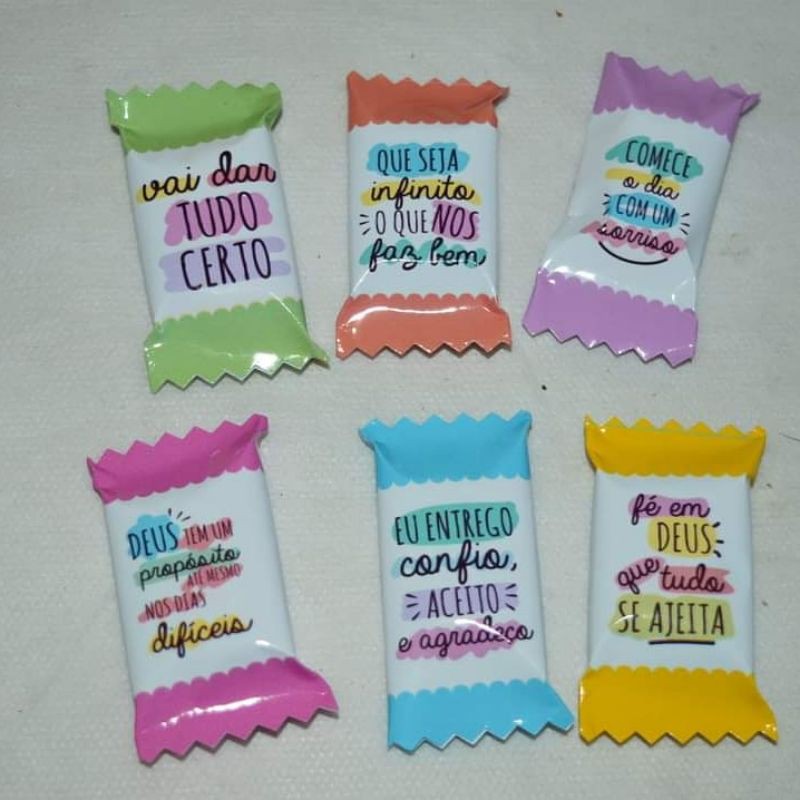 vai dar
TUDO
CERTO
QUE SEJA
infinito
O QUE NOS
faz bem
COMECE
o dia
COM UM
sorriso
DEUS TEM UM
propósito
ATÉ MESMO
NOS DIAS
difíceis
EU ENTREGO
confio,
ACEITO
e agradeço
fé em
DEUS
que tudo
SE AJEITA